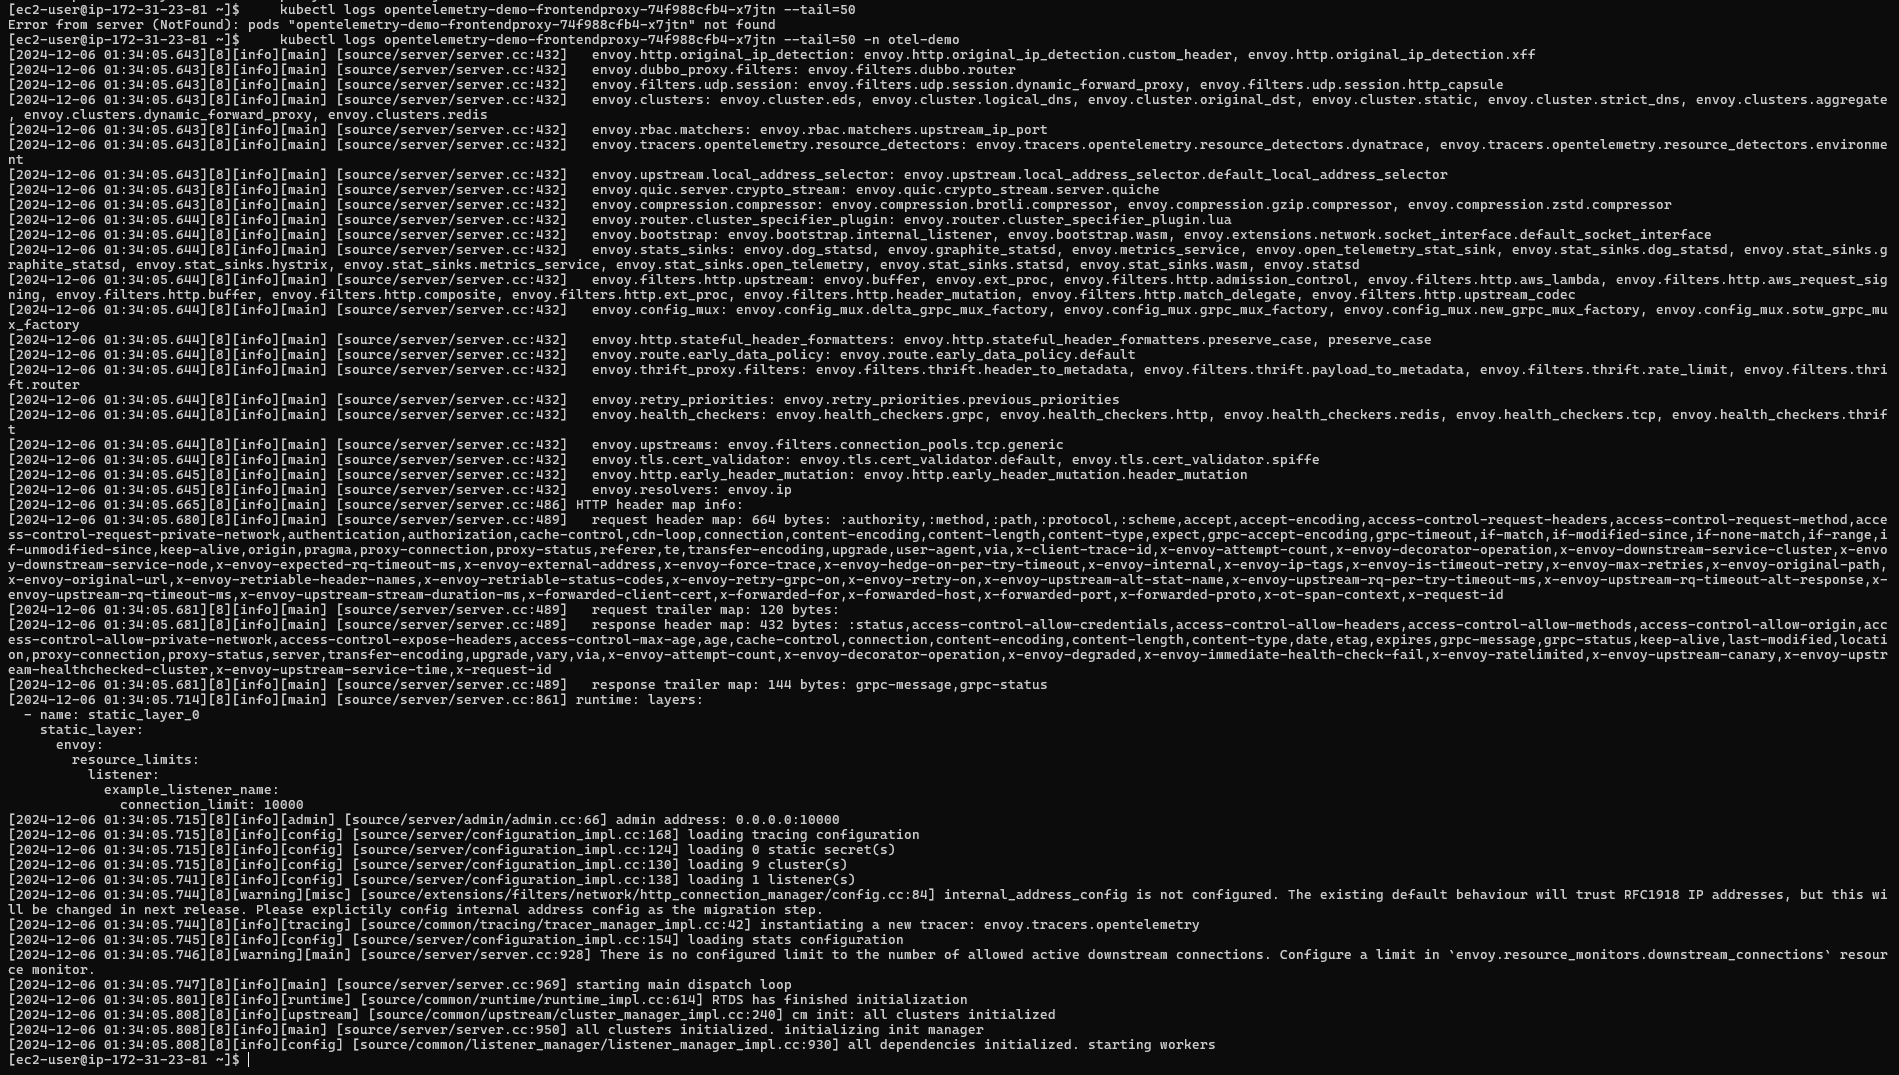 [ec2-user@ip-172-31-23-81 ~]$     kubectl logs opentelemetry-demo-frontendproxy-74f988cfb4-x7jtn --tail=50
Error from server (NotFound): pods "opentelemetry-demo-frontendproxy-74f988cfb4-x7jtn" not found
[ec2-user@ip-172-31-23-81 ~]$     kubectl logs opentelemetry-demo-frontendproxy-74f988cfb4-x7jtn --tail=50 -n otel-demo
[2024-12-06 01:34:05.643][8][info][main] [source/server/server.cc:432]   envoy.http.original_ip_detection: envoy.http.original_ip_detection.custom_header, envoy.http.original_ip_detection.xff
[2024-12-06 01:34:05.643][8][info][main] [source/server/server.cc:432]   envoy.dubbo_proxy.filters: envoy.filters.dubbo.router
[2024-12-06 01:34:05.643][8][info][main] [source/server/server.cc:432]   envoy.filters.udp.session: envoy.filters.udp.session.dynamic_forward_proxy, envoy.filters.udp.session.http_capsule
[2024-12-06 01:34:05.643][8][info][main] [source/server/server.cc:432]   envoy.clusters: envoy.cluster.eds, envoy.cluster.logical_dns, envoy.cluster.original_dst, envoy.cluster.static, envoy.cluster.strict_dns, envoy.clusters.aggregate
, envoy.clusters.dynamic_forward_proxy, envoy.clusters.redis
[2024-12-06 01:34:05.643][8][info][main] [source/server/server.cc:432]   envoy.rbac.matchers: envoy.rbac.matchers.upstream_ip_port
[2024-12-06 01:34:05.643][8][info][main] [source/server/server.cc:432]   envoy.tracers.opentelemetry.resource_detectors: envoy.tracers.opentelemetry.resource_detectors.dynatrace, envoy.tracers.opentelemetry.resource_detectors.environme
nt
[2024-12-06 01:34:05.643][8][info][main] [source/server/server.cc:432]   envoy.upstream.local_address_selector: envoy.upstream.local_address_selector.default_local_address_selector
[2024-12-06 01:34:05.643][8][info][main] [source/server/server.cc:432]   envoy.quic.server.crypto_stream: envoy.quic.crypto_stream.server.quiche
[2024-12-06 01:34:05.643][8][info][main] [source/server/server.cc:432]   envoy.compression.compressor: envoy.compression.brotli.compressor, envoy.compression.gzip.compressor, envoy.compression.zstd.compressor
[2024-12-06 01:34:05.644][8][info][main] [source/server/server.cc:432]   envoy.router.cluster_specifier_plugin: envoy.router.cluster_specifier_plugin.lua
[2024-12-06 01:34:05.644][8][info][main] [source/server/server.cc:432]   envoy.bootstrap: envoy.bootstrap.internal_listener, envoy.bootstrap.wasm, envoy.extensions.network.socket_interface.default_socket_interface
[2024-12-06 01:34:05.644][8][info][main] [source/server/server.cc:432]   envoy.stats_sinks: envoy.dog_statsd, envoy.graphite_statsd, envoy.metrics_service, envoy.open_telemetry_stat_sink, envoy.stat_sinks.dog_statsd, envoy.stat_sinks.g
raphite_statsd, envoy.stat_sinks.hystrix, envoy.stat_sinks.metrics_service, envoy.stat_sinks.open_telemetry, envoy.stat_sinks.statsd, envoy.stat_sinks.wasm, envoy.statsd
[2024-12-06 01:34:05.644][8][info][main] [source/server/server.cc:432]   envoy.filters.http.upstream: envoy.buffer, envoy.ext_proc, envoy.filters.http.admission_control, envoy.filters.http.aws_lambda, envoy.filters.http.aws_request_sig
ning, envoy.filters.http.buffer, envoy.filters.http.composite, envoy.filters.http.ext_proc, envoy.filters.http.header_mutation, envoy.filters.http.match_delegate, envoy.filters.http.upstream_codec
[2024-12-06 01:34:05.644][8][info][main] [source/server/server.cc:432]   envoy.config_mux: envoy.config_mux.delta_grpc_mux_factory, envoy.config_mux.grpc_mux_factory, envoy.config_mux.new_grpc_mux_factory, envoy.config_mux.sotw_grpc_mu
x_factory
[2024-12-06 01:34:05.644][8][info][main] [source/server/server.cc:432]   envoy.http.stateful_header_formatters: envoy.http.stateful_header_formatters.preserve_case, preserve_case
[2024-12-06 01:34:05.644][8][info][main] [source/server/server.cc:432]   envoy.route.early_data_policy: envoy.route.early_data_policy.default
[2024-12-06 01:34:05.644][8][info][main] [source/server/server.cc:432]   envoy.thrift_proxy.filters: envoy.filters.thrift.header_to_metadata, envoy.filters.thrift.payload_to_metadata, envoy.filters.thrift.rate_limit, envoy.filters.thri
ft.router
[2024-12-06 01:34:05.644][8][info][main] [source/server/server.cc:432]   envoy.retry_priorities: envoy.retry_priorities.previous_priorities
[2024-12-06 01:34:05.644][8][info][main] [source/server/server.cc:432]   envoy.health_checkers: envoy.health_checkers.grpc, envoy.health_checkers.http, envoy.health_checkers.redis, envoy.health_checkers.tcp, envoy.health_checkers.thrif
t
[2024-12-06 01:34:05.644][8][info][main] [source/server/server.cc:432]   envoy.upstreams: envoy.filters.connection_pools.tcp.generic
[2024-12-06 01:34:05.644][8][info][main] [source/server/server.cc:432]   envoy.tls.cert_validator: envoy.tls.cert_validator.default, envoy.tls.cert_validator.spiffe
[2024-12-06 01:34:05.645][8][info][main] [source/server/server.cc:432]   envoy.http.early_header_mutation: envoy.http.early_header_mutation.header_mutation
[2024-12-06 01:34:05.645][8][info][main] [source/server/server.cc:432]   envoy.resolvers: envoy.ip
[2024-12-06 01:34:05.665][8][info][main] [source/server/server.cc:486] HTTP header map info:
[2024-12-06 01:34:05.680][8][info][main] [source/server/server.cc:489]   request header map: 664 bytes: :authority,:method,:path,:protocol,:scheme,accept,accept-encoding,access-control-request-headers,access-control-request-method,acce
ss-control-request-private-network,authentication,authorization,cache-control,cdn-loop,connection,content-encoding,content-length,content-type,expect,grpc-accept-encoding,grpc-timeout,if-match,if-modified-since,if-none-match,if-range,i
f-unmodified-since,keep-alive,origin,pragma,proxy-connection,proxy-status,referer,te,transfer-encoding,upgrade,user-agent,via,x-client-trace-id,x-envoy-attempt-count,x-envoy-decorator-operation,x-envoy-downstream-service-cluster,x-envo
y-downstream-service-node,x-envoy-expected-rq-timeout-ms,x-envoy-external-address,x-envoy-force-trace,x-envoy-hedge-on-per-try-timeout,x-envoy-internal,x-envoy-ip-tags,x-envoy-is-timeout-retry,x-envoy-max-retries,x-envoy-original-path,
x-envoy-original-url,x-envoy-retriable-header-names,x-envoy-retriable-status-codes,x-envoy-retry-grpc-on,x-envoy-retry-on,x-envoy-upstream-alt-stat-name,x-envoy-upstream-rq-per-try-timeout-ms,x-envoy-upstream-rq-timeout-alt-response,x-
envoy-upstream-rq-timeout-ms,x-envoy-upstream-stream-duration-ms,x-forwarded-client-cert,x-forwarded-for,x-forwarded-host,x-forwarded-port,x-forwarded-proto,x-ot-span-context,x-request-id
[2024-12-06 01:34:05.681][8][info][main] [source/server/server.cc:489]   request trailer map: 120 bytes:
[2024-12-06 01:34:05.681][8][info][main] [source/server/server.cc:489]   response header map: 432 bytes: :status,access-control-allow-credentials,access-control-allow-headers,access-control-allow-methods,access-control-allow-origin,acc
ess-control-allow-private-network,access-control-expose-headers,access-control-max-age,age,cache-control,connection,content-encoding,content-length,content-type,date,etag,expires,grpc-message,grpc-status,keep-alive,last-modified,locati
on,proxy-connection,proxy-status,server,transfer-encoding,upgrade,vary,via,x-envoy-attempt-count,x-envoy-decorator-operation,x-envoy-degraded,x-envoy-immediate-health-check-fail,x-envoy-ratelimited,x-envoy-upstream-canary,x-envoy-upstr
eam-healthchecked-cluster,x-envoy-upstream-service-time,x-request-id
[2024-12-06 01:34:05.681][8][info][main] [source/server/server.cc:489]   response trailer map: 144 bytes: grpc-message,grpc-status
[2024-12-06 01:34:05.714][8][info][main] [source/server/server.cc:861] runtime: layers:
  - name: static_layer_0
    static_layer:
      envoy:
        resource_limits:
          listener:
            example_listener_name:
              connection_limit: 10000
[2024-12-06 01:34:05.715][8][info][admin] [source/server/admin/admin.cc:66] admin address: 0.0.0.0:10000
[2024-12-06 01:34:05.715][8][info][config] [source/server/configuration_impl.cc:168] loading tracing configuration
[2024-12-06 01:34:05.715][8][info][config] [source/server/configuration_impl.cc:124] loading 0 static secret(s)
[2024-12-06 01:34:05.715][8][info][config] [source/server/configuration_impl.cc:130] loading 9 cluster(s)
[2024-12-06 01:34:05.741][8][info][config] [source/server/configuration_impl.cc:138] loading 1 listener(s)
[2024-12-06 01:34:05.744][8][warning][misc] [source/extensions/filters/network/http_connection_manager/config.cc:84] internal_address_config is not configured. The existing default behaviour will trust RFC1918 IP addresses, but this wi
ll be changed in next release. Please explictily config internal address config as the migration step.
[2024-12-06 01:34:05.744][8][info][tracing] [source/common/tracing/tracer_manager_impl.cc:42] instantiating a new tracer: envoy.tracers.opentelemetry
[2024-12-06 01:34:05.745][8][info][config] [source/server/configuration_impl.cc:154] loading stats configuration
[2024-12-06 01:34:05.746][8][warning][main] [source/server/server.cc:928] There is no configured limit to the number of allowed active downstream connections. Configure a limit in `envoy.resource_monitors.downstream_connections` resour
ce monitor.
[2024-12-06 01:34:05.747][8][info][main] [source/server/server.cc:969] starting main dispatch loop
[2024-12-06 01:34:05.801][8][info][runtime] [source/common/runtime/runtime_impl.cc:614] RTDS has finished initialization
[2024-12-06 01:34:05.808][8][info][upstream] [source/common/upstream/cluster_manager_impl.cc:240] cm init: all clusters initialized
[2024-12-06 01:34:05.808][8][info][main] [source/server/server.cc:950] all clusters initialized. initializing init manager
[2024-12-06 01:34:05.808][8][info][config] [source/common/listener_manager/listener_manager_impl.cc:930] all dependencies initialized. starting workers
[ec2-user@ip-172-31-23-81 ~]$